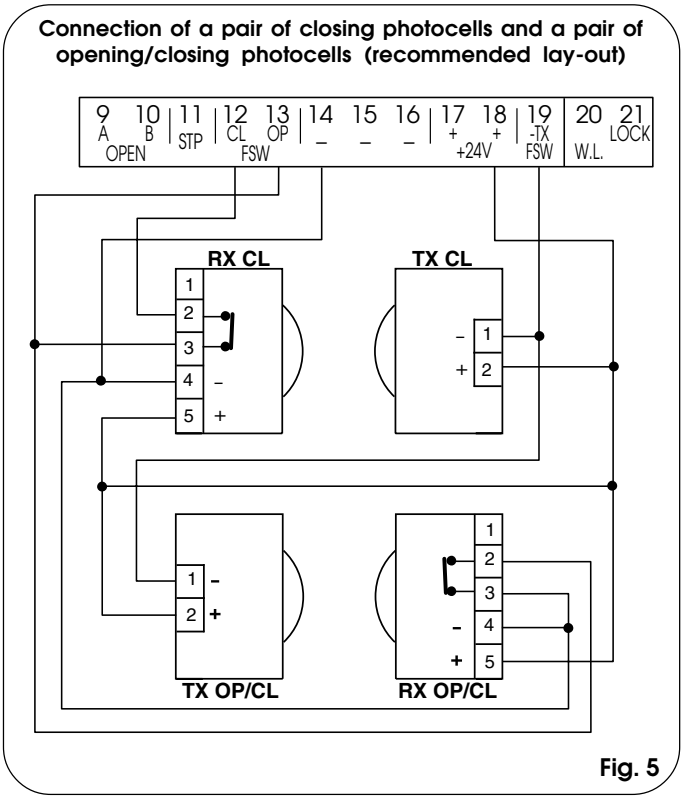 Connection of a pair of closing photocells and a pair of
opening/closing photocells (recommended lay-out)
9 10 11 12 13 14 15 16 17 18 19 20 21
A B STP CL OP _ _ _ + + -TX LOCK
OPEN FSW +24V FSW W.L.
RX CL TX CL
1
2
3
4 –
5 +
– 1
+ 2
1 -
2 +
1
2
3
- 4
+ 5
TX OP/CL RX OP/CL
Fig. 5